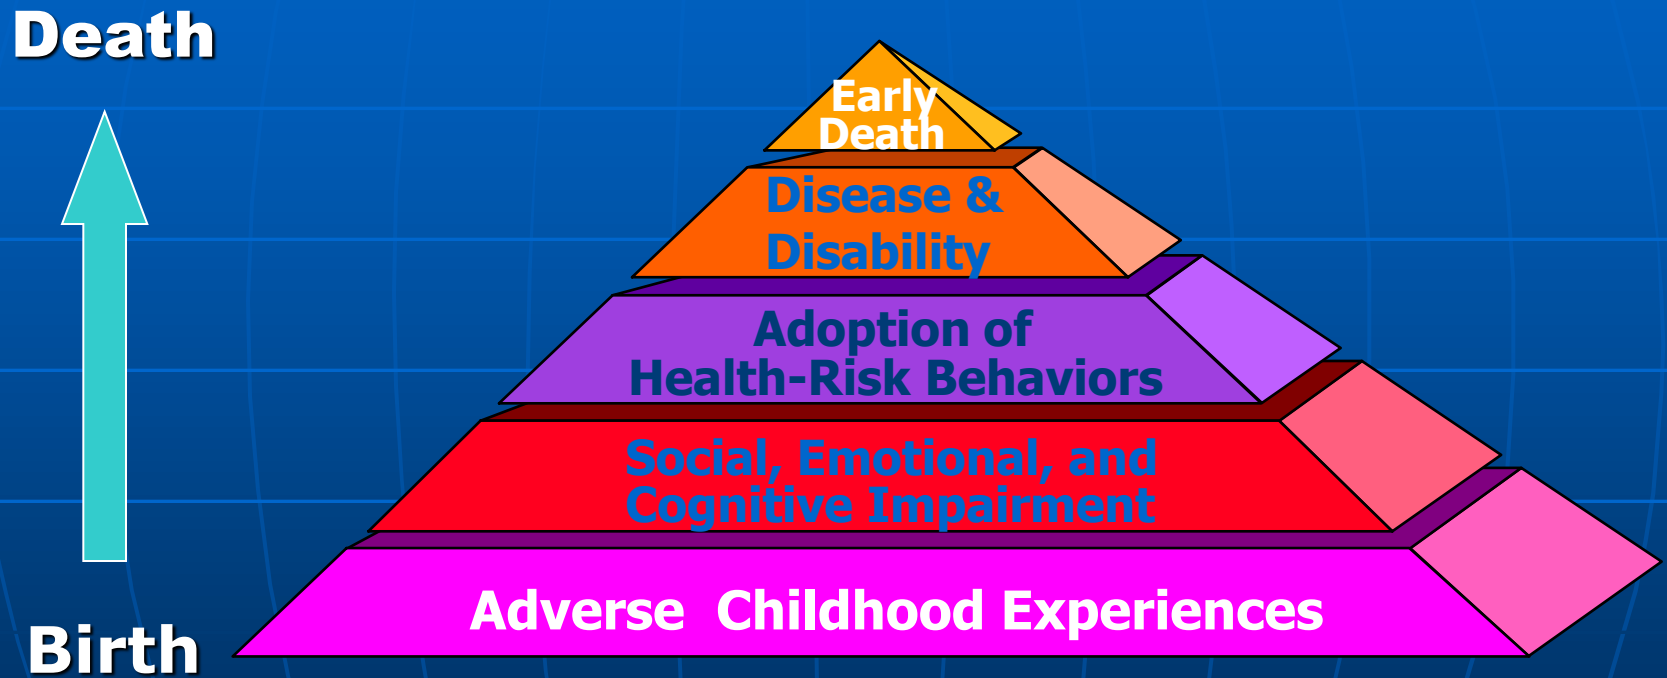 Death
Early
Death
Disease &
Disability
Adoption of
Health-Risk Behaviors
Social, Emotional, and
Cognitive Impairment
Adverse  Childhood Experiences
Birth